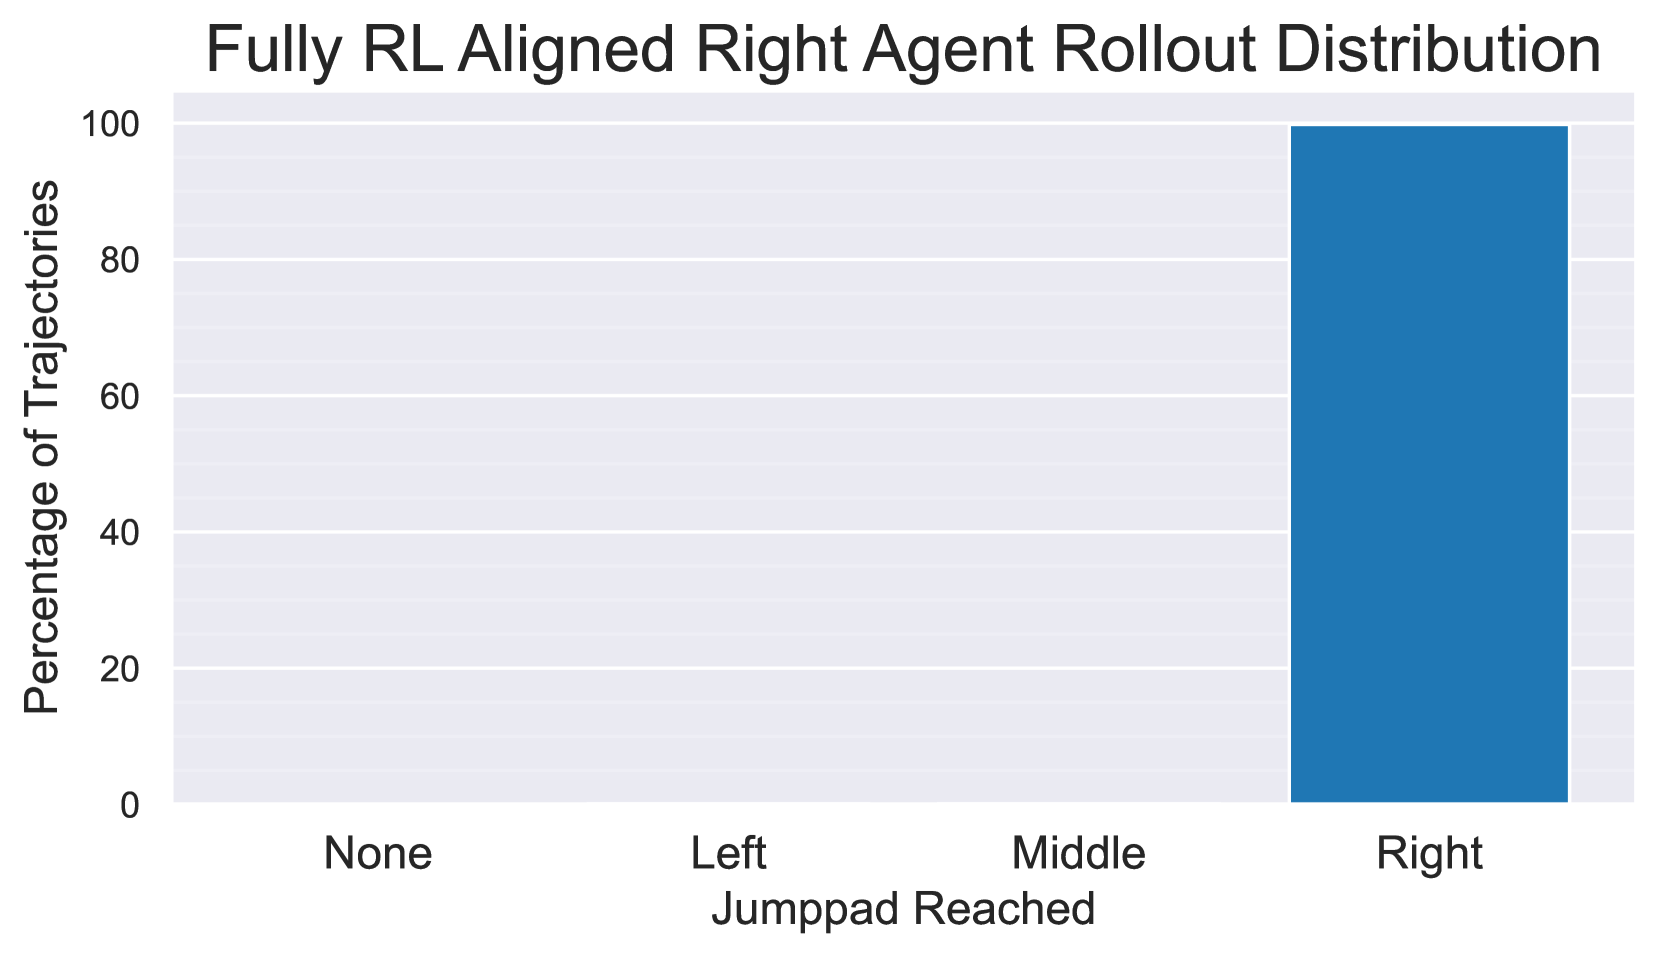 Fully RL Aligned Right Agent Rollout Distribution
Percentage of Trajectories
100
80
60
40
20
0
None Left Middle Right
Jumppad Reached